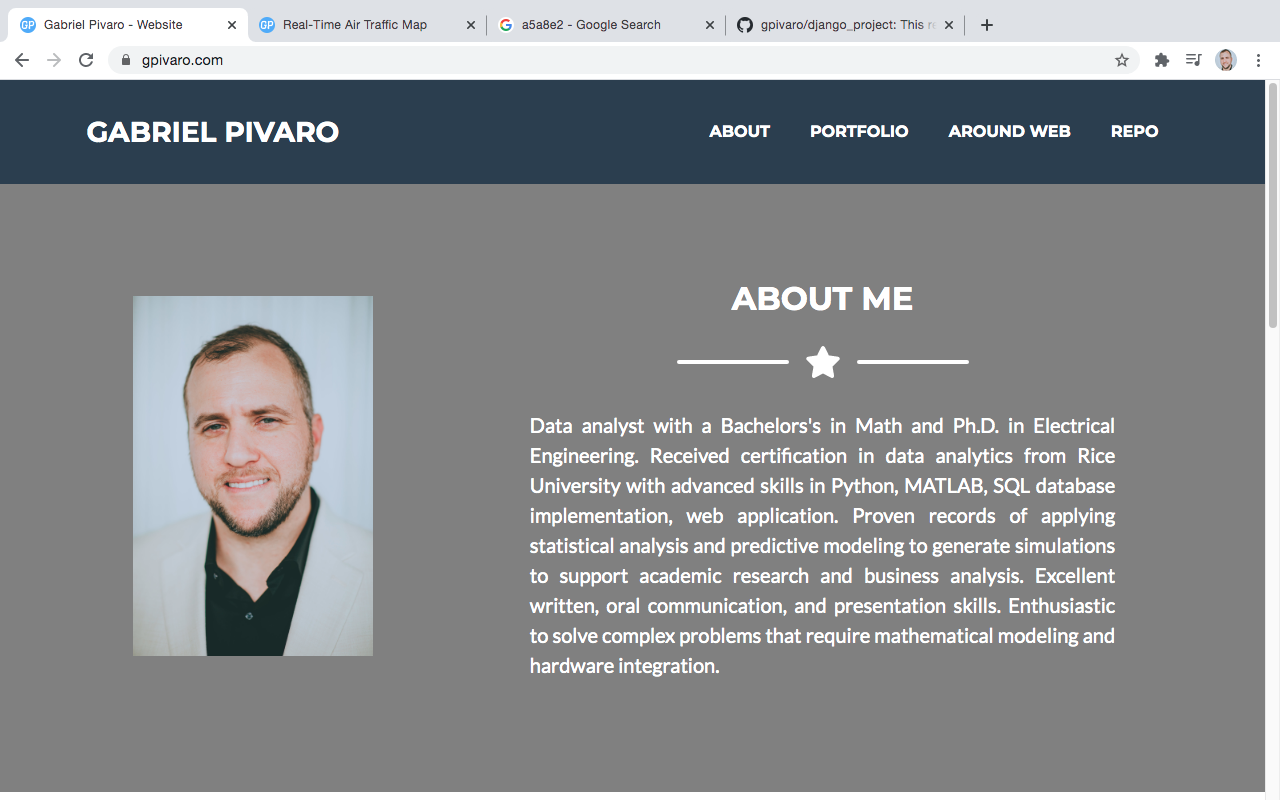 GP Gabriel Pivaro - Website
GP Real-Time Air Traffic Map
G a5a8e2 - Google Search
gpivaro/django_project: This r
gpivaro.com
GABRIEL PIVARO
ABOUT
PORTFOLIO
AROUND WEB
REPO
ABOUT ME
Data analyst with a Bachelors's in Math and Ph.D. in Electrical
Engineering. Received certification in data analytics from Rice
University with advanced skills in Python, MATLAB, SQL database
implementation, web application. Proven records of applying
statistical analysis and predictive modeling to generate simulations
to support academic research and business analysis. Excellent
written, oral communication, and presentation skills. Enthusiastic
to solve complex problems that require mathematical modeling and
hardware integration.